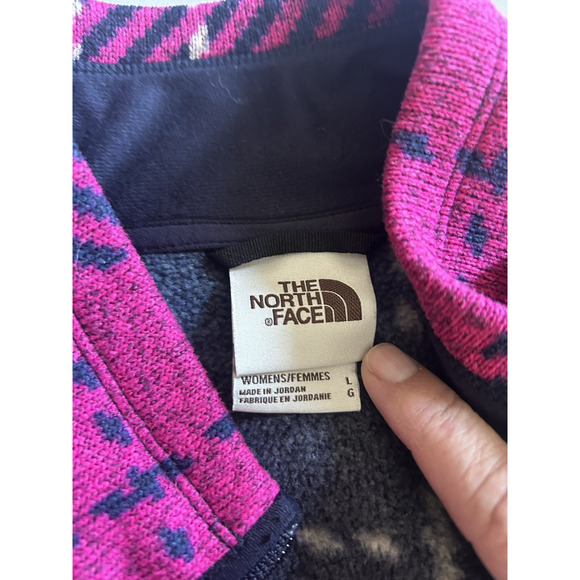 THE
NORTH
®FACE
WOMENS/FEMMES L
MADE IN JORDAN
FABRIQUE EN JORDANIE G